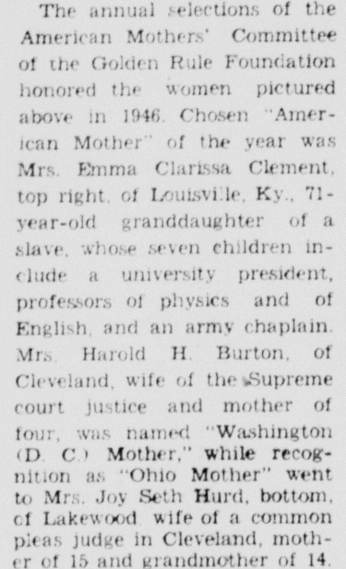 The annual selections of the
American Mothers' Committee
of the Golden Rule Foundation
honored the women pictured
above in 1946. Chosen "Amer-
ican Mother" of the year was
Mrs. Emma Clarissa Clement,
top right, of Louisville, Ky., 71-
year-old granddaughter of a
slave, whose seven children in-
clude a university president,
professors of physics and of
English, and an army chaplain.
Mrs. Harold H. Burton, of
Cleveland, wife of the Supreme
court justice and mother of
four, was named "Washington
(D. C.) Mother," while recog-
nition as "Ohio Mother" went
to Mrs. Joy Seth Hurd, bottom,
of Lakewood wife of a common
pleas judge in Cleveland, moth-
er of 15 and grandmother of 14.